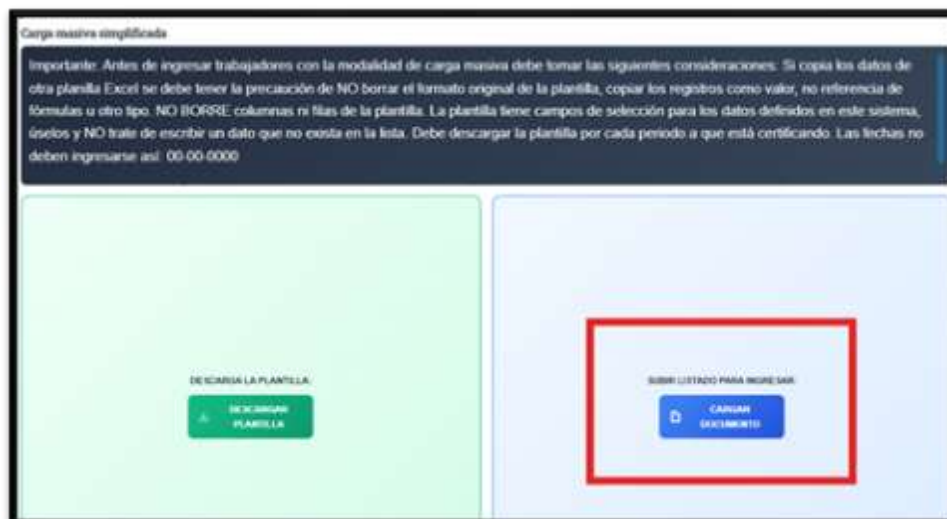 Carga masiva simplificada
Importante: Antes de ingresar trabajadores con la modalidad de carga masiva debe tomar las siguientes consideraciones: Si copia los datos de
otra planilla Excel se debe tener la precaución de NO borrar el formato original de la plantilla, copiar los registros como valor, no referencia de
fórmulas u otro tipo. NO BORRE columnas ni filas de la plantilla. La plantilla tiene campos de selección para los datos definidos en este sistema,
úselos y NO trate de escribir un dato que no exista en la lista. Debe descargar la plantilla por cada periodo a que está certificando. Las fechas no
deben ingresarse así: 00-00-0000
DESCARGA LA PLANTILLA:
DESCARGAR
PLANTILLA
SUBIR LISTADO PARA INGRESAR:
CARGAR
DOCUMENTO